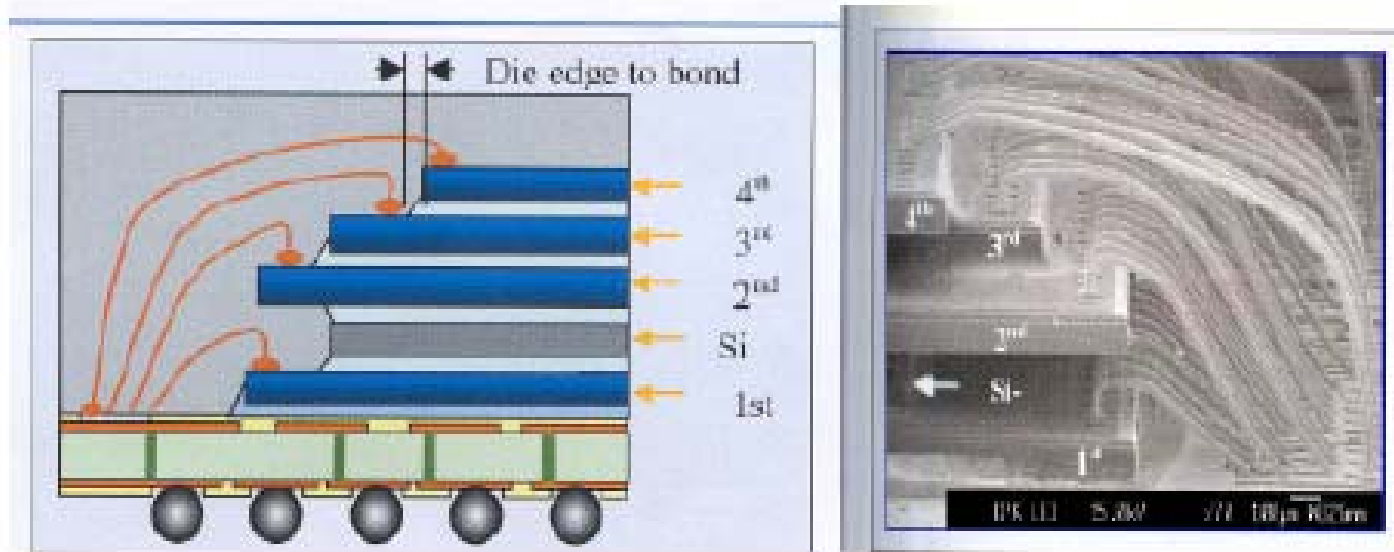 Die edge to bond
4th
3rd
2nd
Si
1st
4th
3rd
2nd
Si-
1st